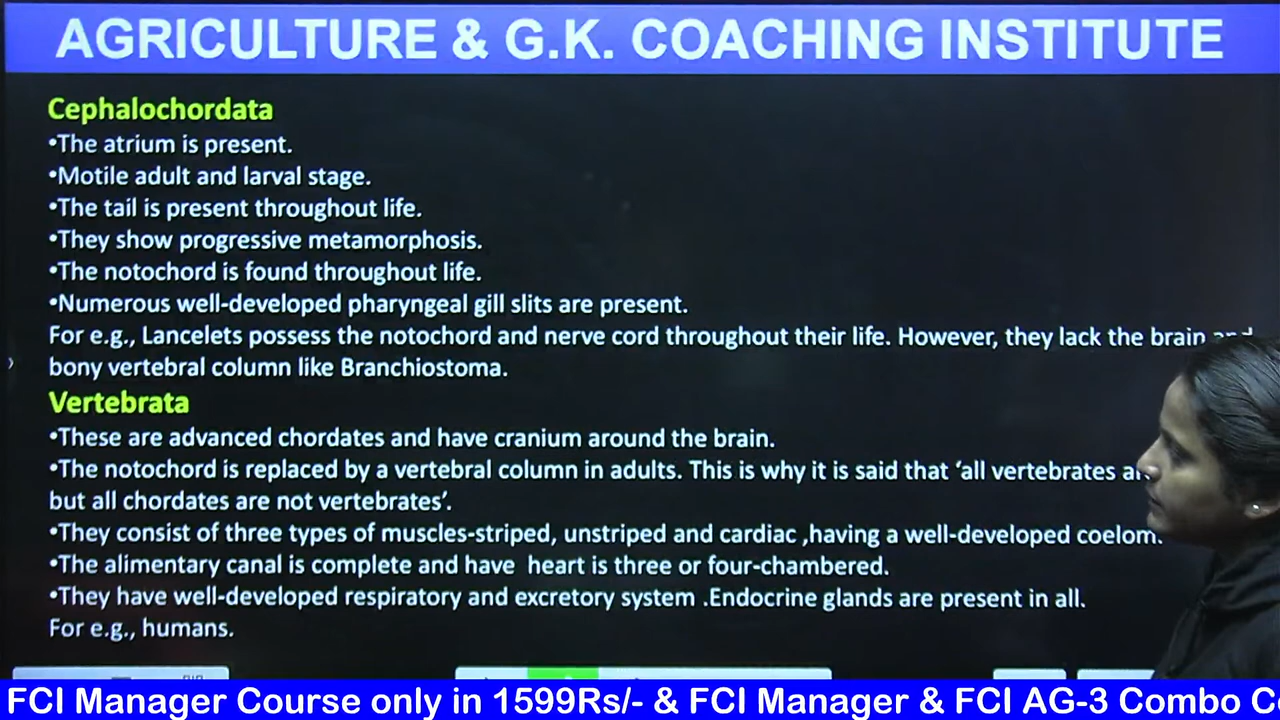 AGRICULTURE & G.K. COACHING INSTITUTE
Cephalochordata
•The atrium is present.
•Motile adult and larval stage.
•The tail is present throughout life.
•They show progressive metamorphosis.
•The notochord is found throughout life.
•Numerous well-developed pharyngeal gill slits are present.
For e.g., Lancelets possess the notochord and nerve cord throughout their life. However, they lack the brain and
bony vertebral column like Branchiostoma.
Vertebrata
•These are advanced chordates and have cranium around the brain.
•The notochord is replaced by a vertebral column in adults. This is why it is said that ‘all vertebrates
but all chordates are not vertebrates’.
•They consist of three types of muscles-striped, unstriped and cardiac ,having a well-developed coelom.
•The alimentary canal is complete and have heart is three or four-chambered.
•They have well-developed respiratory and excretory system .Endocrine glands are present in all.
For e.g., humans.
FCI Manager Course only in 1599Rs/- & FCI Manager & FCI AG-3 Combo